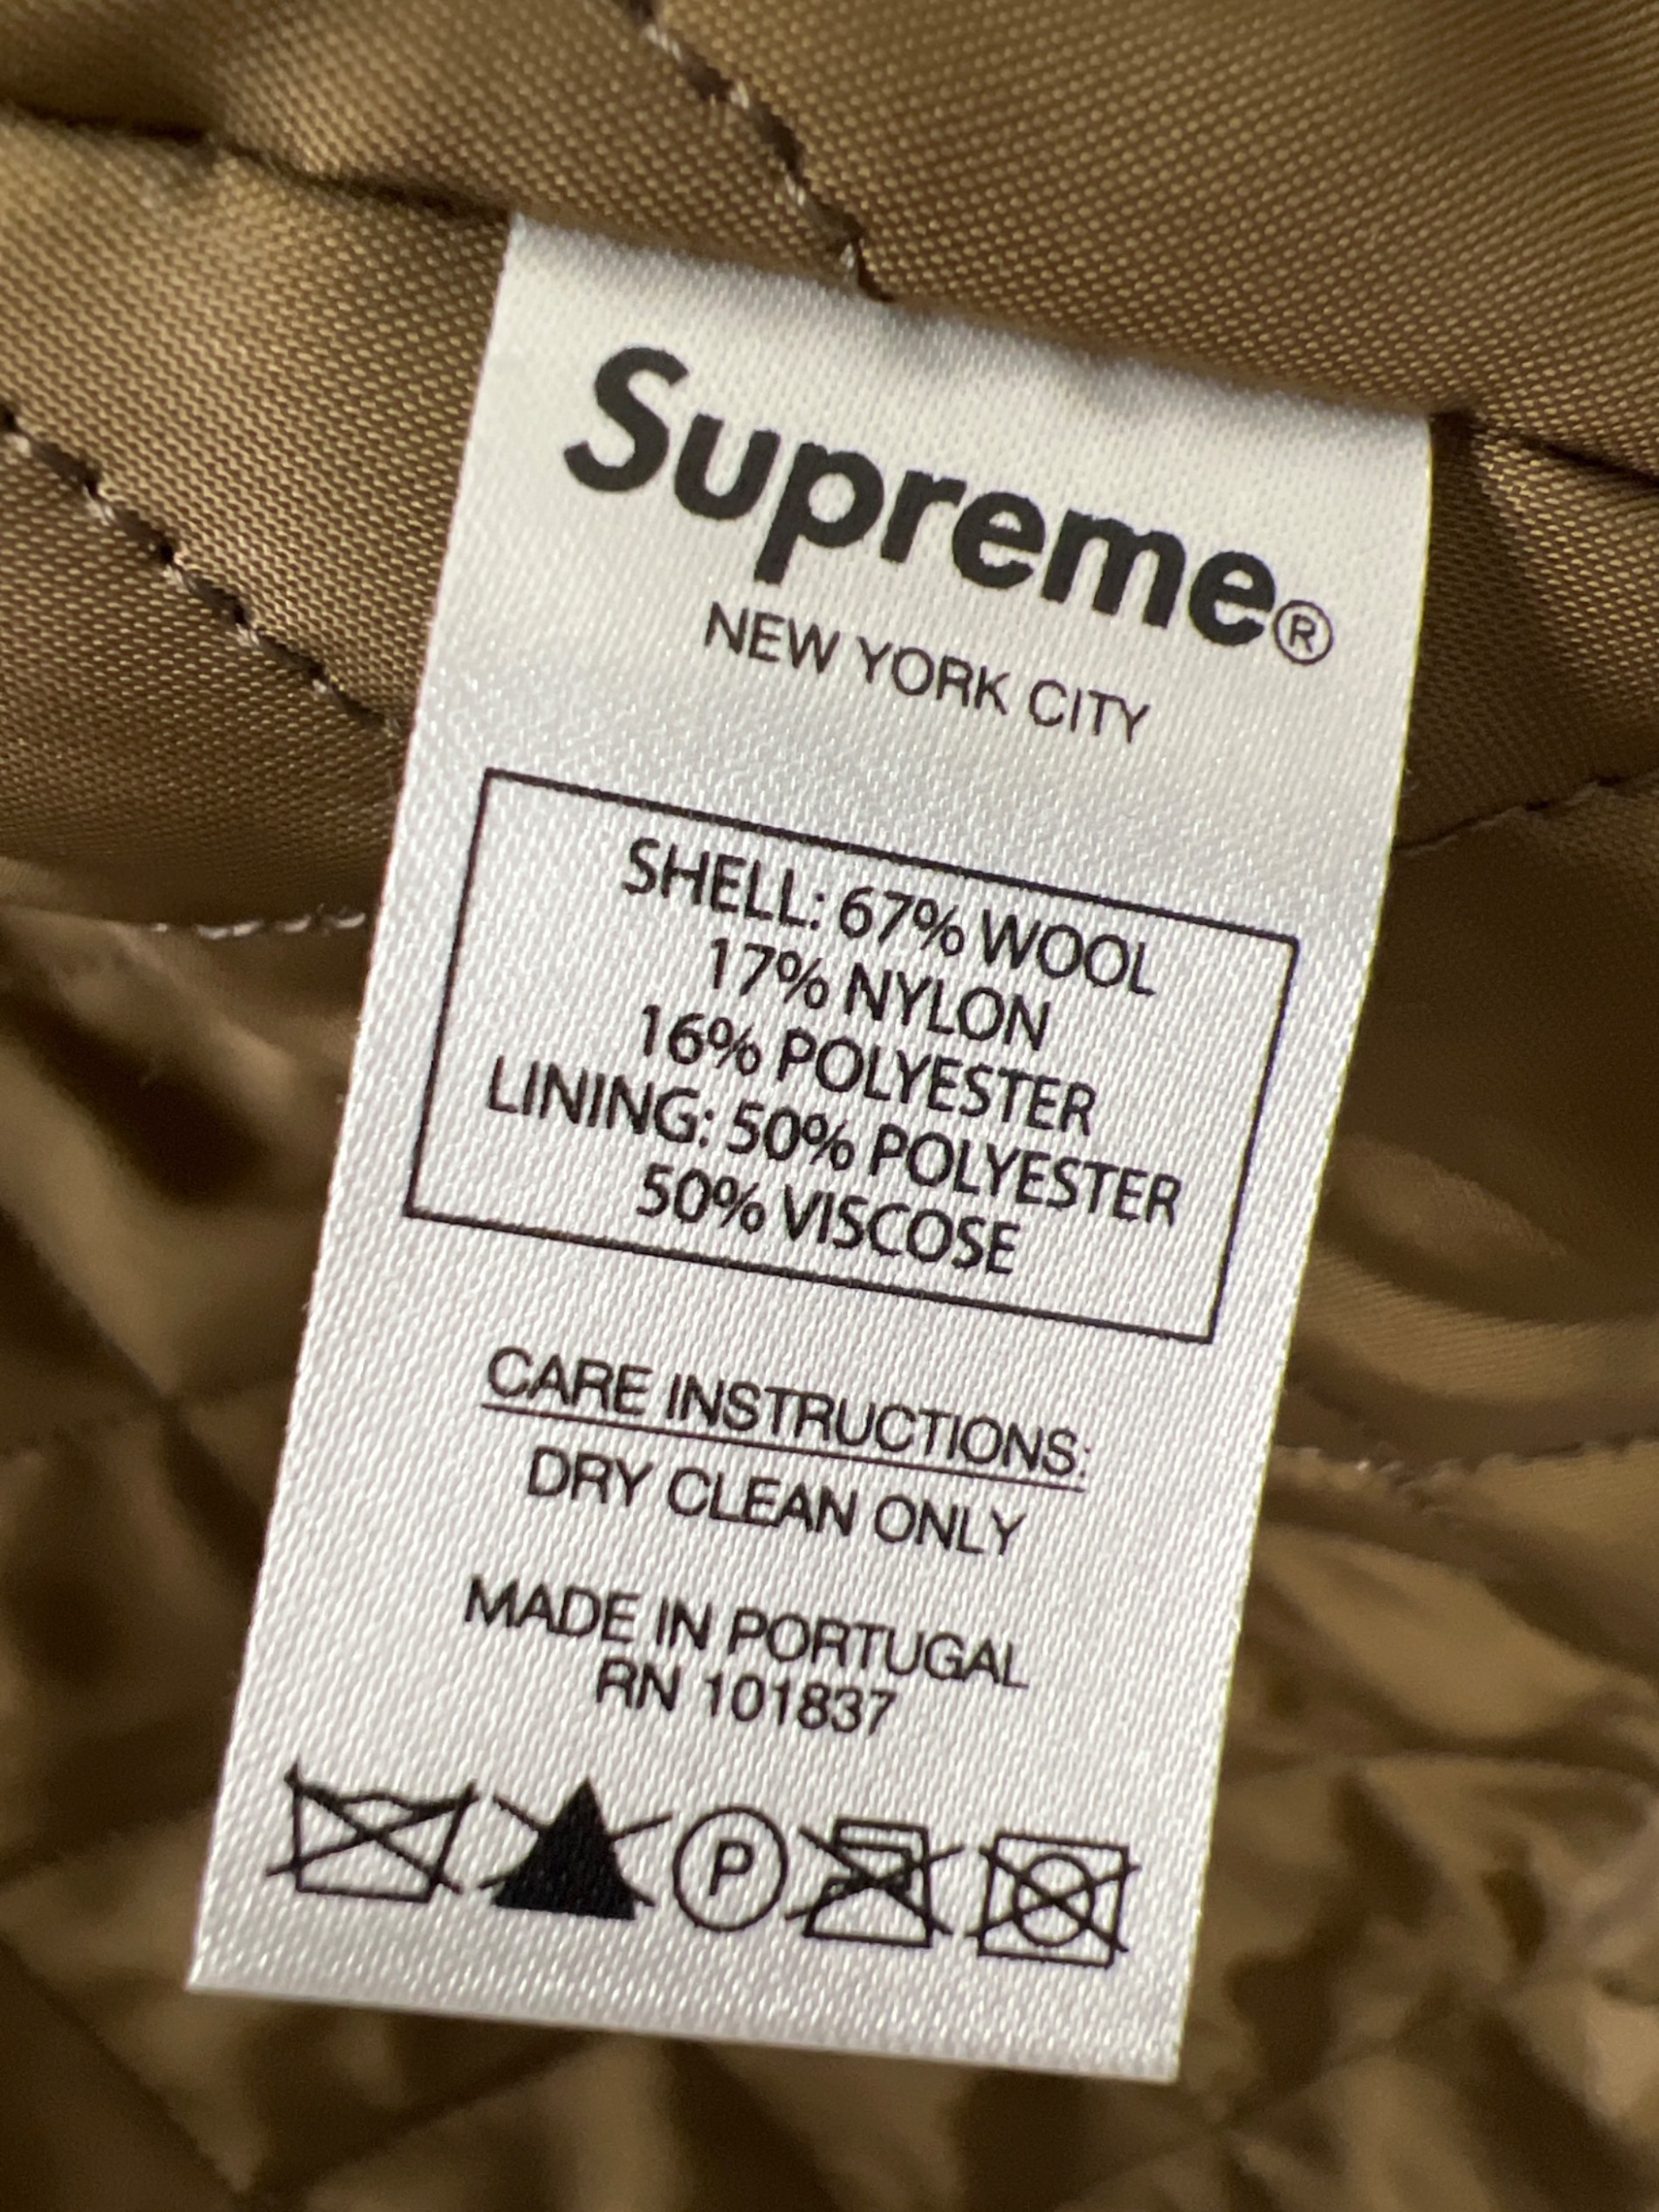 Supreme®
NEW YORK CITY
SHELL: 67% WOOL
17% NYLON
16% POLYESTER
LINING: 50% POLYESTER
50% VISCOSE
CARE INSTRUCTIONS:
DRY CLEAN ONLY
MADE IN PORTUGAL
RN 101837
P